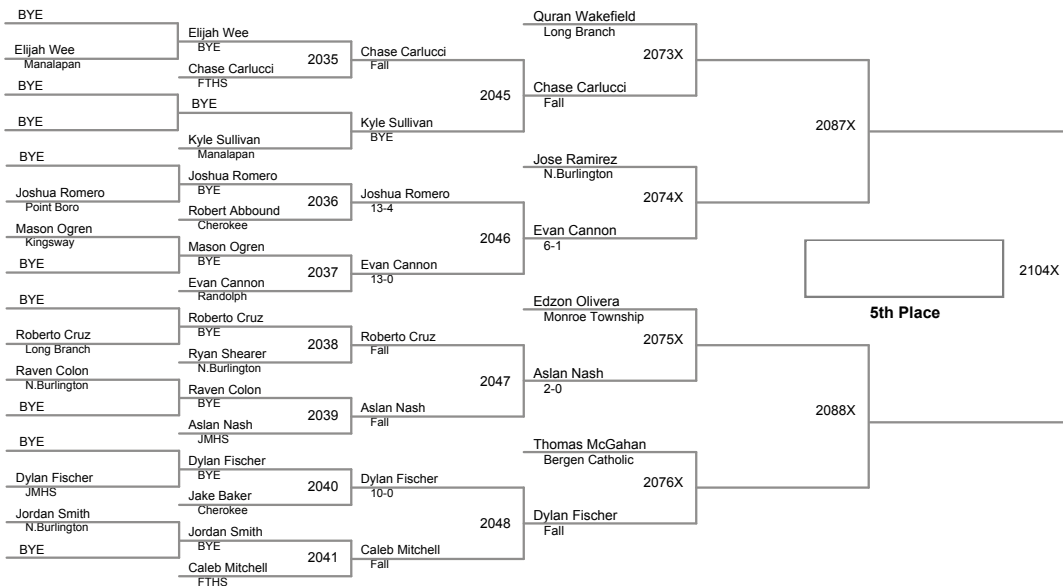 BYE
Elijah Wee
Manalapan
BYE
BYE
BYE
Joshua Romero
Point Boro
Mason Ogren
Kingsway
BYE
BYE
Roberto Cruz
Long Branch
Raven Colon
N.Burlington
BYE
BYE
Dylan Fischer
JMHS
Jordan Smith
N.Burlington
BYE
Elijah Wee
BYE
2035
Chase Carlucci
FTHS
BYE
Kyle Sullivan
Manalapan
Joshua Romero
BYE
2036
Robert Abbound
Cherokee
Mason Ogren
BYE
2037
Evan Cannon
Randolph
Roberto Cruz
BYE
2038
Ryan Shearer
N.Burlington
Raven Colon
BYE
2039
Aslan Nash
JMHS
Dylan Fischer
BYE
2040
Jake Baker
Cherokee
Jordan Smith
BYE
2041
Caleb Mitchell
FTHS
Chase Carlucci
Fall
2045
Kyle Sullivan
BYE
Joshua Romero
13-4
2046
Evan Cannon
13-0
Roberto Cruz
Fall
2047
Aslan Nash
Fall
Dylan Fischer
10-0
2048
Caleb Mitchell
Fall
Quran Wakefield
Long Branch
2073X
Chase Carlucci
Fall
Jose Ramirez
N.Burlington
2074X
Evan Cannon
6-1
Edzon Olivera
Monroe Township
2075X
Aslan Nash
2-0
Thomas McGahan
Bergen Catholic
2076X
Dylan Fischer
Fall
2087X
2088X
2104X
5th Place